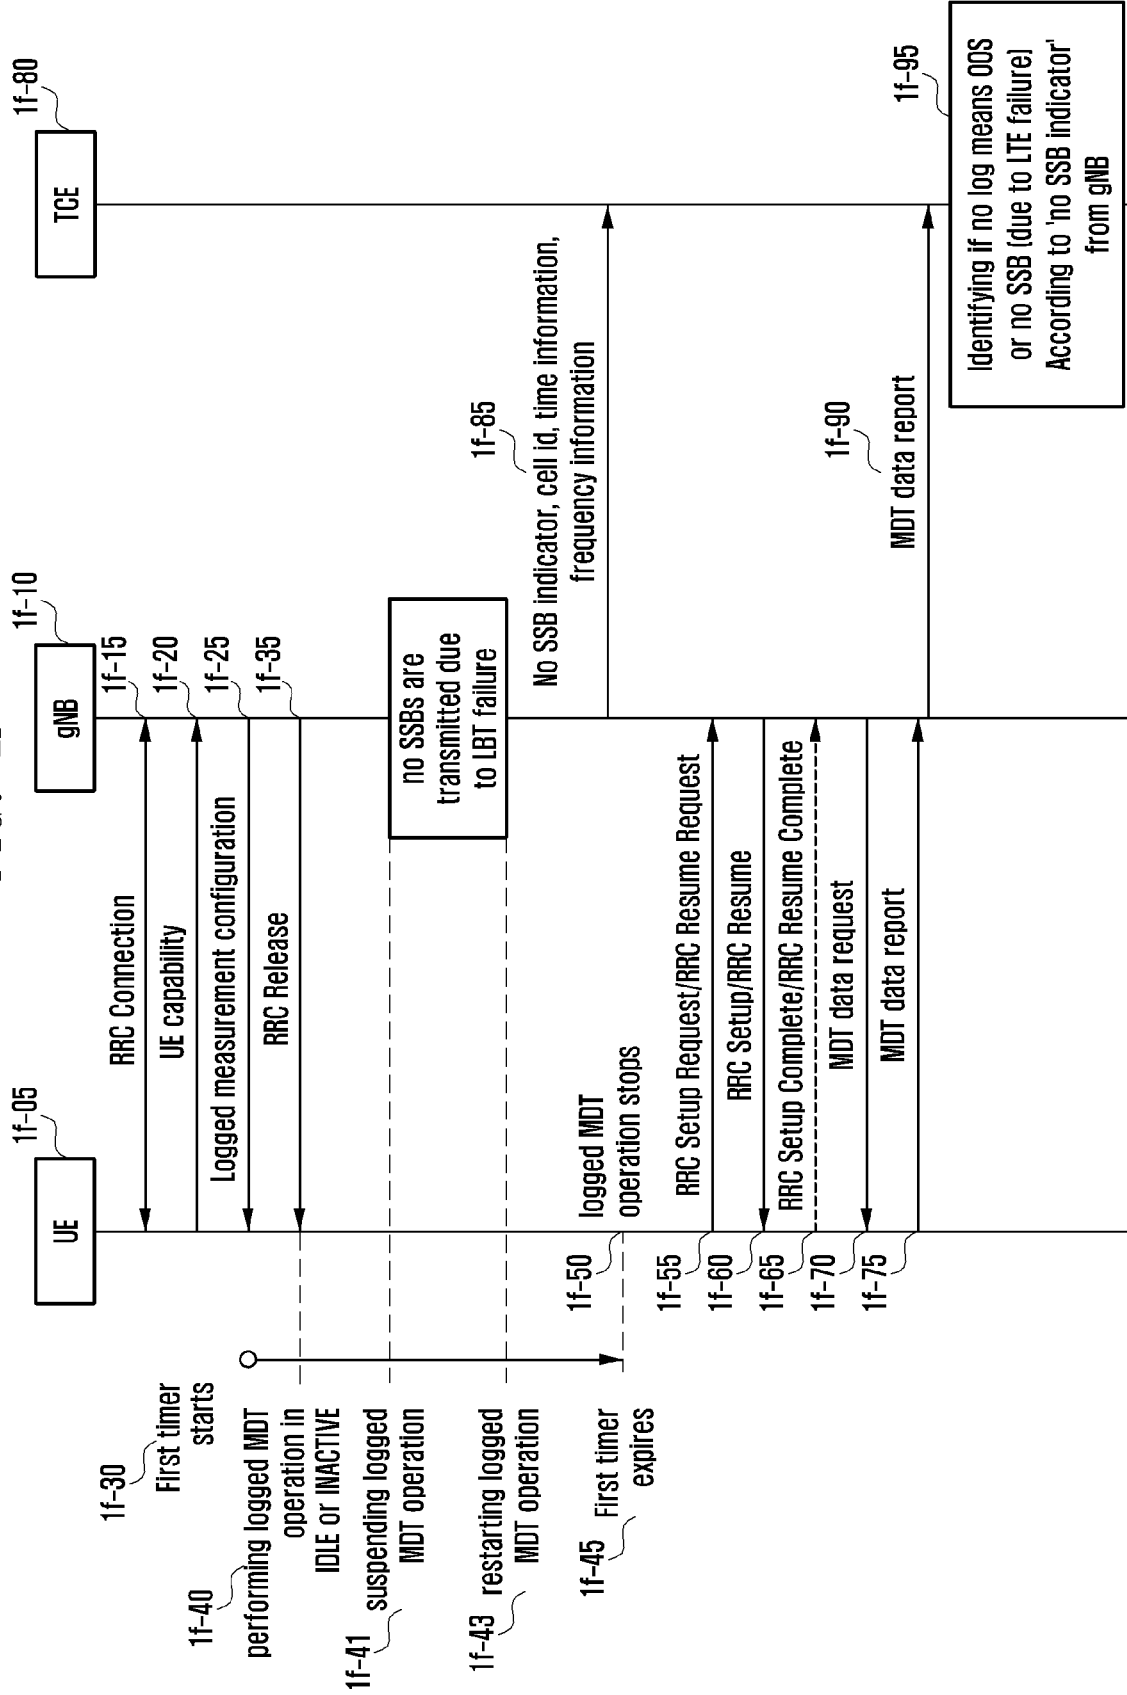 1f-05
1f-10
1f-80
UE
gNB
TCE
1f-15
RRC Connection
1f-20
UE capability
1f-25
Logged measurement configuration
1f-35
RRC Release
1f-30
First timer
starts
1f-40
performing logged MDT
operation in
IDLE or INACTIVE
1f-41
suspending logged
MDT operation
no SSBs are
transmitted due
to LBT failure
1f-43
restarting logged
MDT operation
1f-85
No SSB indicator, cell id, time information,
frequency information
1f-45
First timer
expires
1f-50
logged MDT
operation stops
1f-55
RRC Setup Request/RRC Resume Request
1f-60
RRC Setup/RRC Resume
1f-65
RRC Setup Complete/RRC Resume Complete
1f-70
MDT data request
1f-75
MDT data report
1f-90
MDT data report
1f-95
Identifying if no log means OOS
or no SSB (due to LTE failure)
According to 'no SSB indicator'
from gNB